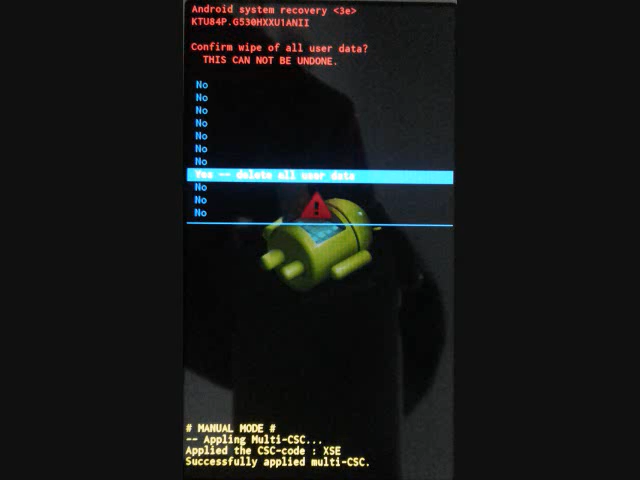 Android system recovery <3e>
KTU84P.G530HXXU1ANII
Confirm wipe of all user data?
THIS CAN NOT BE UNDONE.
No
No
No
No
No
No
No
Yes -- delete all user data
No
No
No
# MANUAL MODE #
-- Appling Multi-CSC...
Applied the CSC-code : XSE
Successfully applied multi-CSC.